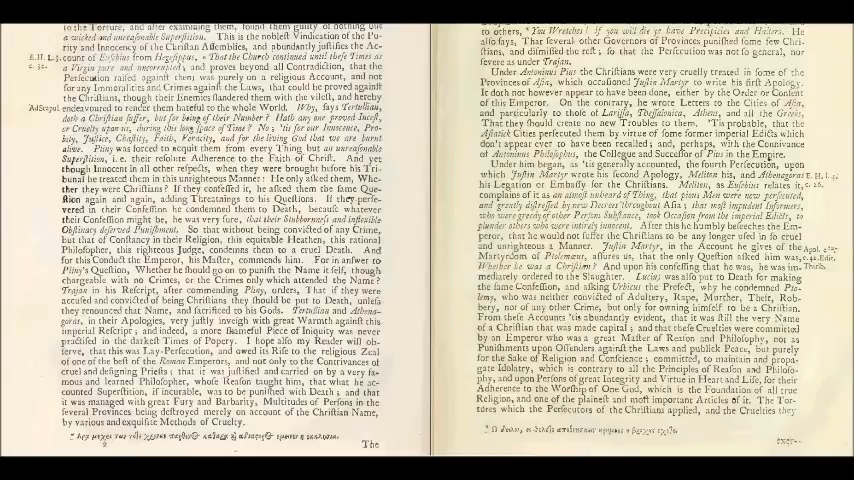 to the Torture, and after examining them, found them guilty of nothing but
a wicked and unreasonable Superstition. This is the noblest Vindication of the Pu-
rity and Innocency of the Christian Assemblies, and abundantly justifies the Ac-
E.H. L.3. count of Eusebius from Hegesippus, * That the Church continued until these Times as
c. 32. a Virgin pure and uncorrupted; and proves beyond all Contradiction, that the
Persecution raised against them was purely on a religious Account, and not
for any Immoralities and Crimes against the Laws, that could be proved against
the Christians, though their Enemies slandered them with the vilest, and hereby
Ad Scapul. endeavoured to render them hateful to the whole World. Why, says Tertullian,
doth a Christian suffer, but for being of their Number? Hath any one proved Incest,
or Cruelty upon us, during this long Space of Time? No; 'tis for our Innocence, Pro-
bity, Justice, Chastity, Faith, Veracity, and for the living God that we are burnt
alive. Pliny was forced to acquit them from every Thing but an unreasonable
Superstition, i. e. their resolute Adherence to the Faith of Christ. And yet
though Innocent in all other respects, when they were brought before his Tri-
bunal he treated them in this unrighteous Manner: He only asked them, Whe-
ther they were Christians? If they confessed it, he asked them the same Que-
stion again and again, adding Threatnings to his Questions. If they perse-
vered in their Confession he condemned them to Death, because whatever
their Confession might be, he was very sure, that their Stubbornness and inflexible
Obstinacy deserved Punishment. So that without being convicted of any Crime,
but that of Constancy in their Religion, this equitable Heathen, this rational
Philosopher, this righteous Judge, condemns them to a cruel Death. And
for this Conduct the Emperor, his Master, commends him. For in answer to
Pliny's Question, Whether he should go on to punish the Name it self, though
chargeable with no Crimes, or the Crimes only which attended the Name?
Trajan in his Rescript, after commending Pliny, orders, That if they were
accused and convicted of being Christians they should be put to Death, unless
they renounced that Name, and sacrificed to his Gods. Tertullian and Athena-
goras, in their Apologies, very justly inveigh with great Warmth against this
imperial Rescript; and indeed, a more shameful Piece of Iniquity was never
practised in the darkest Times of Popery. I hope also my Reader will ob-
serve, that this was Lay-Persecution, and owed its Rise to the religious Zeal
of one of the best of the Roman Emperors, and not only to the Contrivances of
cruel and designing Priests; that it was justified and carried on by a very fa-
mous and learned Philosopher, whose Reason taught him, that what he ac-
counted Superstition, if incurable, was to be punished with Death; and that
it was managed with great Fury and Barbarity, Multitudes of Persons in the
several Provinces being destroyed merely on account of the Christian Name,
by various and exquisite Methods of Cruelty.
2
The
to others, * You Wretches! If you will die ye have Precipices and Halters. He
also says, That several other Governors of Provinces punished some few Chri-
stians, and dismissed the rest; so that the Persecution was not so general, nor
severe as under Trajan.
Under Antoninus Pius the Christians were very cruelly treated in some of the
Provinces of Asia, which occasioned Justin Martyr to write his first Apology.
It doth not however appear to have been done, either by the Order or Consent
of this Emperor. On the contrary, he wrote Letters to the Cities of Asia,
and particularly to those of Larissa, Thessalonica, Athens, and all the Greeks,
That they should create no new Troubles to them. 'Tis probable, that the
Asiatick Cities persecuted them by virtue of some former imperial Edicts which
don't appear ever to have been recalled; and, perhaps, with the Connivance
of Antoninus Philosophus, the Collegue and Successor of Pius in the Empire.
Under him began, as 'tis generally accounted, the fourth Persecution, upon
which Justin Martyr wrote his second Apology, Meliton his, and Athenagoras E.H. l. 4.
his Legation or Embassy for the Christians. Meliton, as Eusebius relates it, c. 26.
complains of it as an almost unheard of Thing, that pious Men were now persecuted,
and greatly distressed by new Decrees throughout Asia; that most impudent Informers,
who were greedy of other Persons Substance, took Occasion from the imperial Edicts, to
plunder others who were intirely innocent. After this he humbly beseeches the Em-
peror, that he would not suffer the Christians to be any longer used in so cruel
and unrighteous a Manner. Justin Martyr, in the Account he gives of the
Martyrdom of Ptolemæus, assures us, that the only Question asked him was,
Whether he was a Christian? And upon his confessing that he was, he was im- Thirlb.
mediately ordered to the Slaughter. Lucius was also put to Death for making
the same Confession, and asking Urbicus the Prefect, why he condemned Pto-
lemy, who was neither convicted of Adultery, Rape, Murther, Theft, Rob-
bery, nor of any other Crime, but only for owning himself to be a Christian.
From these Accounts 'tis abundantly evident, that it was still the very Name
of a Christian that was made capital; and that these Cruelties were committed
by an Emperor who was a great Master of Reason and Philosophy, not as
Punishments upon Offenders against the Laws and publick Peace, but purely
for the Sake of Religion and Conscience; committed, to maintain and propa-
gate Idolatry, which is contrary to all the Principles of Reason and Philoso-
phy, and upon Persons of great Integrity and Virtue in Heart and Life, for their
Adherence to the Worship of One God, which is the Foundation of all true
Religion, and one of the plainest and most important Articles of it. The Tor-
tures which the Persecutors of the Christians applied, and the Cruelties they
exer-